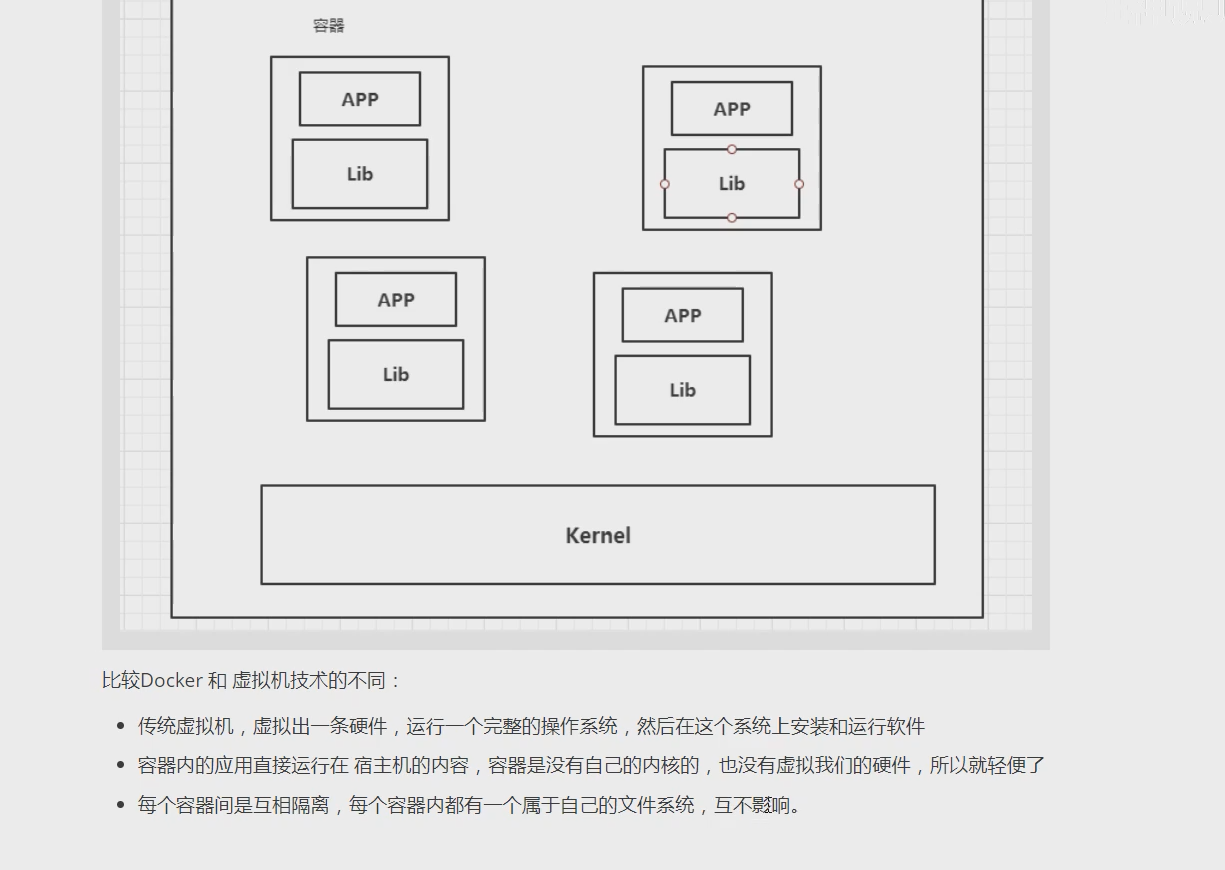 容器
APP
APP
Lib
Lib
APP
APP
Lib
Lib
Kernel
比较Docker 和 虚拟机技术的不同：
传统虚拟机，虚拟出一条硬件，运行一个完整的操作系统，然后在这个系统上安装和运行软件
容器内的应用直接运行在 宿主机的内容，容器是没有自己的内核的，也没有虚拟我们的硬件，所以就轻便了
每个容器间是互相隔离，每个容器内都有一个属于自己的文件系统，互不影响。